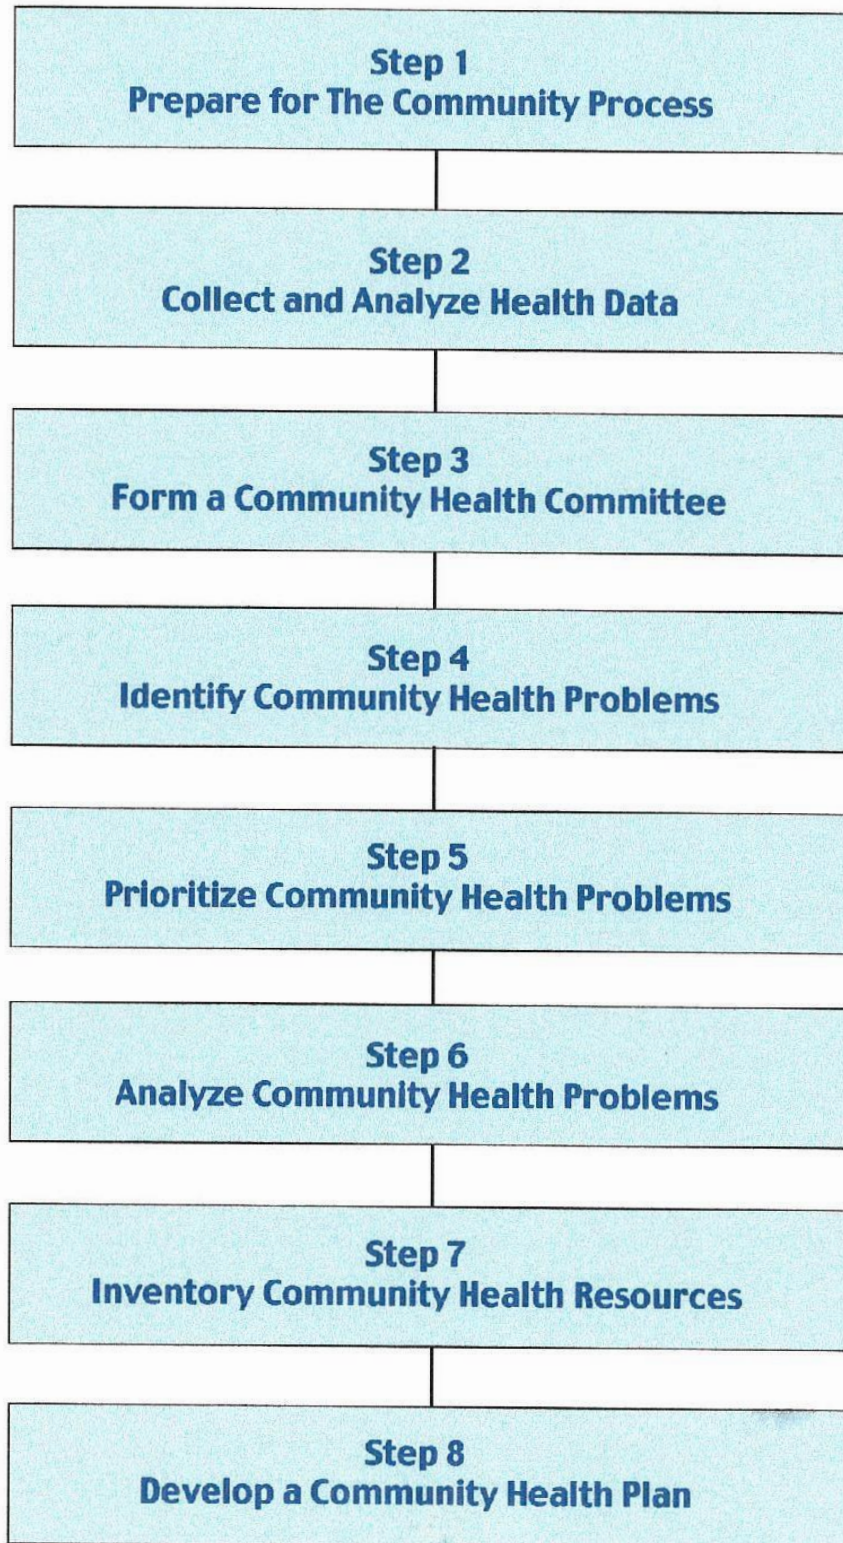 Step 1
Prepare for The Community Process
Step 2
Collect and Analyze Health Data
Step 3
Form a Community Health Committee
Step 4
Identify Community Health Problems
Step 5
Prioritize Community Health Problems
Step 6
Analyze Community Health Problems
Step 7
Inventory Community Health Resources
Step 8
Develop a Community Health Plan